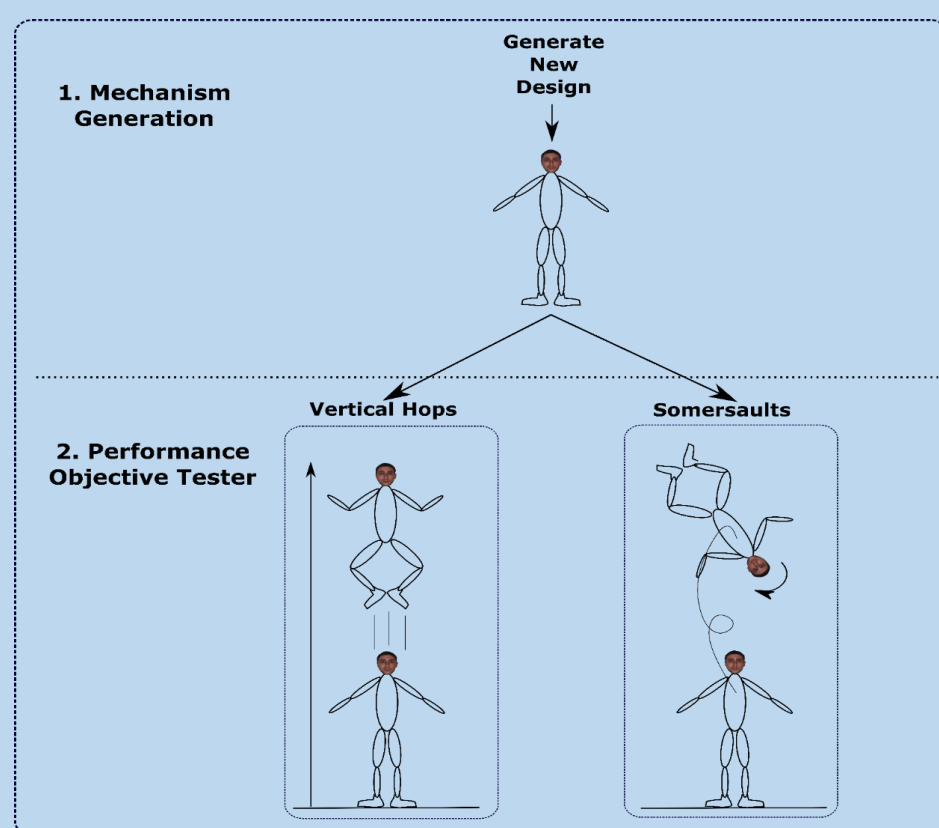 Generate
New
Design
1. Mechanism
Generation
Vertical Hops
Somersaults
2. Performance
Objective Tester